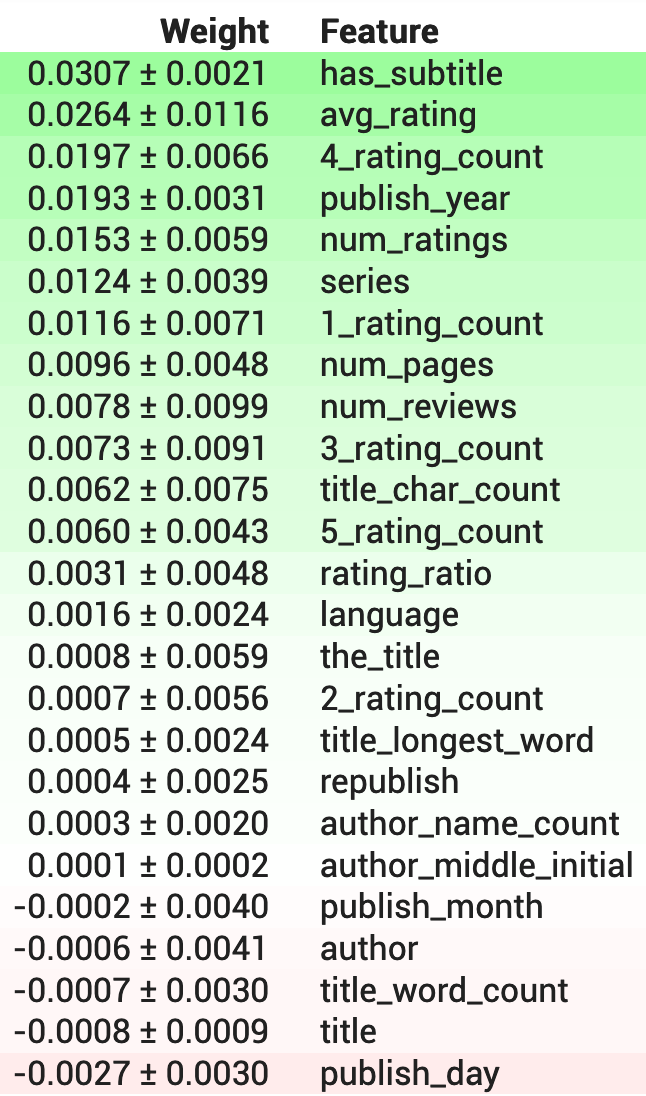 Weight Feature
0.0307 ± 0.0021 has_subtitle
0.0264 ± 0.0116 avg_rating
0.0197 ± 0.0066 4_rating_count
0.0193 ± 0.0031 publish_year
0.0153 ± 0.0059 num_ratings
0.0124 ± 0.0039 series
0.0116 ± 0.0071 1_rating_count
0.0096 ± 0.0048 num_pages
0.0078 ± 0.0099 num_reviews
0.0073 ± 0.0091 3_rating_count
0.0062 ± 0.0075 title_char_count
0.0060 ± 0.0043 5_rating_count
0.0031 ± 0.0048 rating_ratio
0.0016 ± 0.0024 language
0.0008 ± 0.0059 the_title
0.0007 ± 0.0056 2_rating_count
0.0005 ± 0.0024 title_longest_word
0.0004 ± 0.0025 republish
0.0003 ± 0.0020 author_name_count
0.0001 ± 0.0002 author_middle_initial
-0.0002 ± 0.0040 publish_month
-0.0006 ± 0.0041 author
-0.0007 ± 0.0030 title_word_count
-0.0008 ± 0.0009 title
-0.0027 ± 0.0030 publish_day